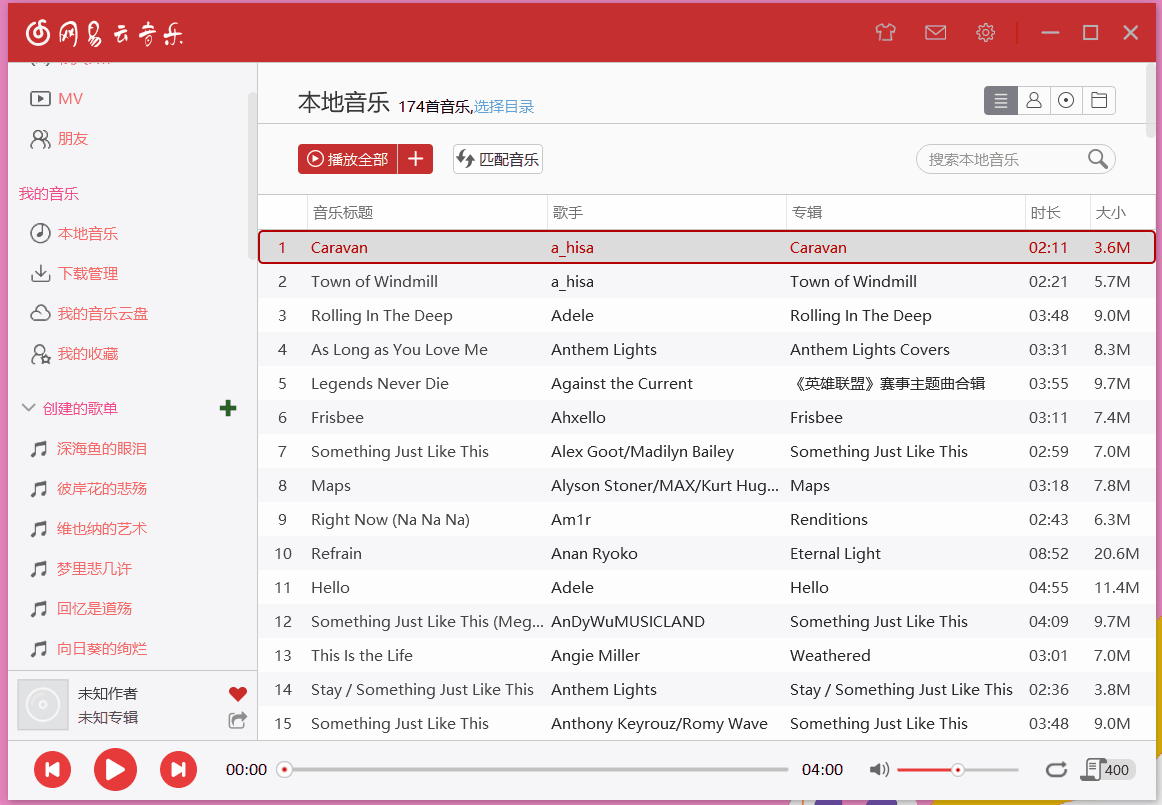 网易云音乐
MV
朋友
我的音乐
本地音乐
下载管理
我的音乐云盘
我的收藏
创建的歌单
深海鱼的眼泪
彼岸花的悲殇
维也纳的艺术
梦里悲几许
回忆是道殇
向日葵的绚烂
未知作者
未知专辑
本地音乐 174首音乐,选择目录
播放全部 匹配音乐 搜索本地音乐
音乐标题 歌手 专辑 时长 大小
1 Caravan a_hisa Caravan 02:11 3.6M
2 Town of Windmill a_hisa Town of Windmill 02:21 5.7M
3 Rolling In The Deep Adele Rolling In The Deep 03:48 9.0M
4 As Long as You Love Me Anthem Lights Anthem Lights Covers 03:31 8.3M
5 Legends Never Die Against the Current 《英雄联盟》赛事主题曲合辑 03:55 9.7M
6 Frisbee Ahxello Frisbee 03:11 7.4M
7 Something Just Like This Alex Goot/Madilyn Bailey Something Just Like This 02:59 7.0M
8 Maps Alyson Stoner/MAX/Kurt Hug... Maps 03:18 7.8M
9 Right Now (Na Na Na) Am1r Renditions 02:43 6.3M
10 Refrain Anan Ryoko Eternal Light 08:52 20.6M
11 Hello Adele Hello 04:55 11.4M
12 Something Just Like This (Meg... AnDyWuMUSICLAND Something Just Like This 04:09 9.7M
13 This Is the Life Angie Miller Weathered 03:01 7.0M
14 Stay / Something Just Like This Anthem Lights Stay / Something Just Like This 02:36 3.8M
15 Something Just Like This Anthony Keyrouz/Romy Wave Something Just Like This 03:48 9.0M
00:00 04:00 400